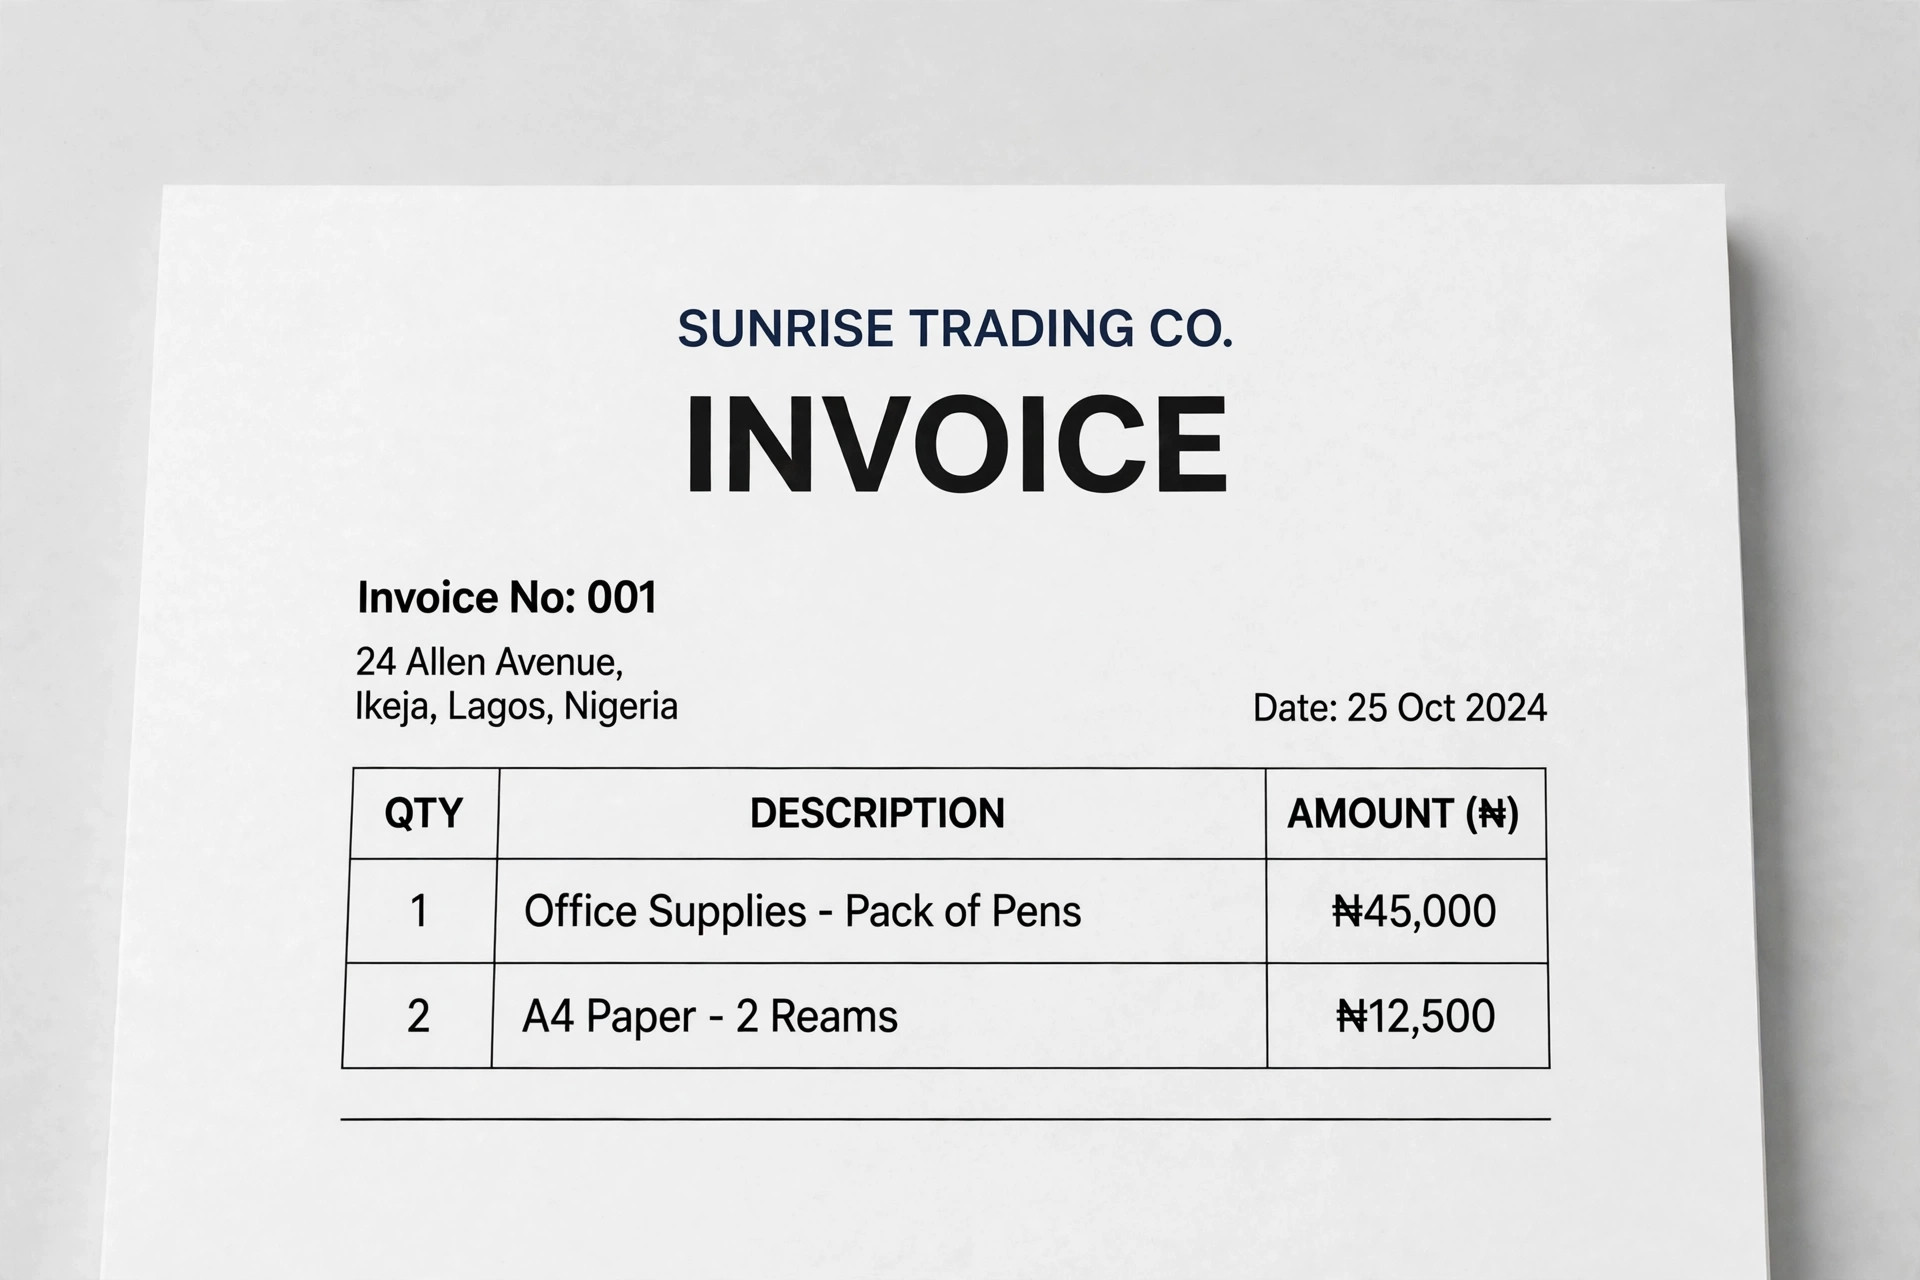 SUNRISE TRADING CO.
INVOICE
Invoice No: 001
24 Allen Avenue,
Ikeja, Lagos, Nigeria
Date: 25 Oct 2024
QTY DESCRIPTION AMOUNT (₦)
1 Office Supplies - Pack of Pens ₦45,000
2 A4 Paper - 2 Reams ₦12,500